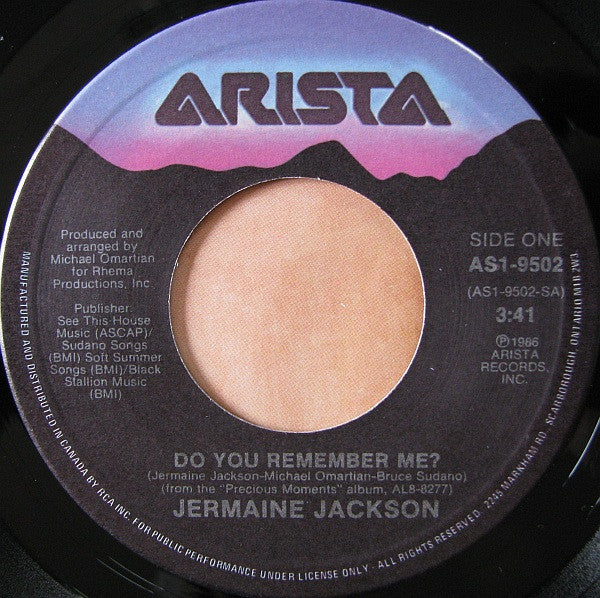 ARISTA
Produced and
arranged by
Michael Omartian
for Rhema
Productions, Inc.
Publisher:
See This House
Music (ASCAP)/
Sudano Songs
(BMI) Soft Summer
Songs (BMI)/Black
Stallion Music
(BMI)
SIDE ONE
AS1-9502
(AS1-9502-SA)
3:41
Ⓟ1986
ARISTA
RECORDS,
INC.
DO YOU REMEMBER ME?
(Jermaine Jackson-Michael Omartian-Bruce Sudano)
(from the "Precious Moments" album, AL8-8277)
JERMAINE JACKSON
MANUFACTURED AND DISTRIBUTED IN CANADA BY RCA INC. FOR PUBLIC PERFORMANCE UNDER LICENSE ONLY · ALL RIGHTS RESERVED. 2245 MARKHAM RD. SCARBOROUGH, ONTARIO M1B 2W3